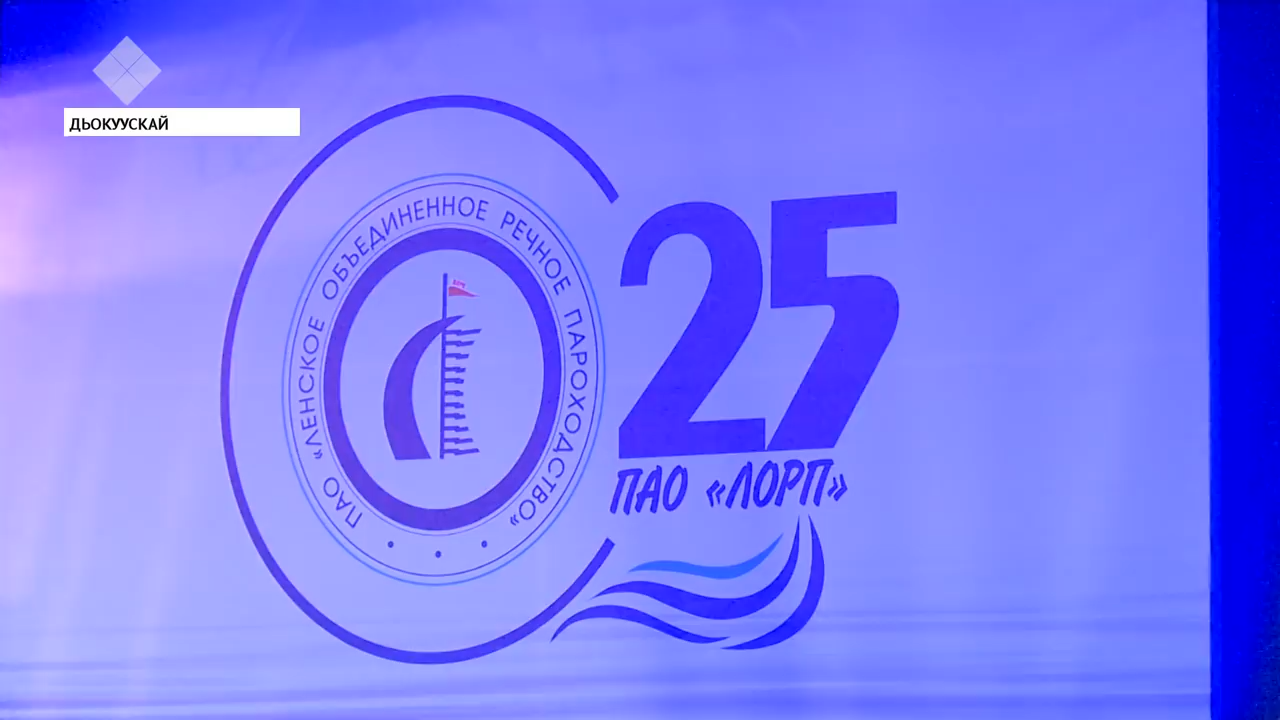 ДЬОКУУСКАЙ
ПАО «ЛЕНСКОЕ ОБЪЕДИНЕННОЕ РЕЧНОЕ ПАРОХОДСТВО»
25
ПАО «ЛОРП»